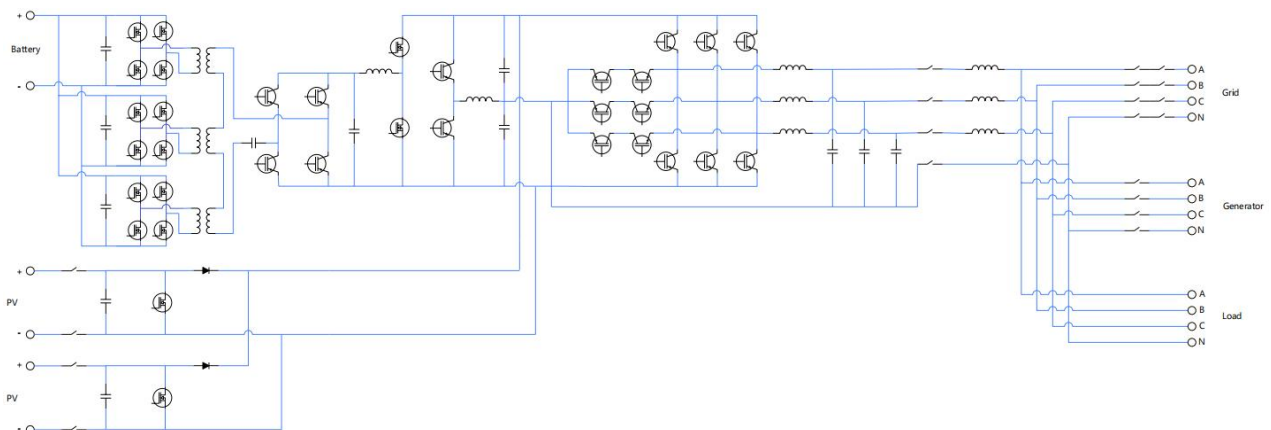 +
Battery
-
A
B
Grid
C
N
A
B
Generator
C
N
+
PV
-
A
B
Load
C
N
+
PV
-